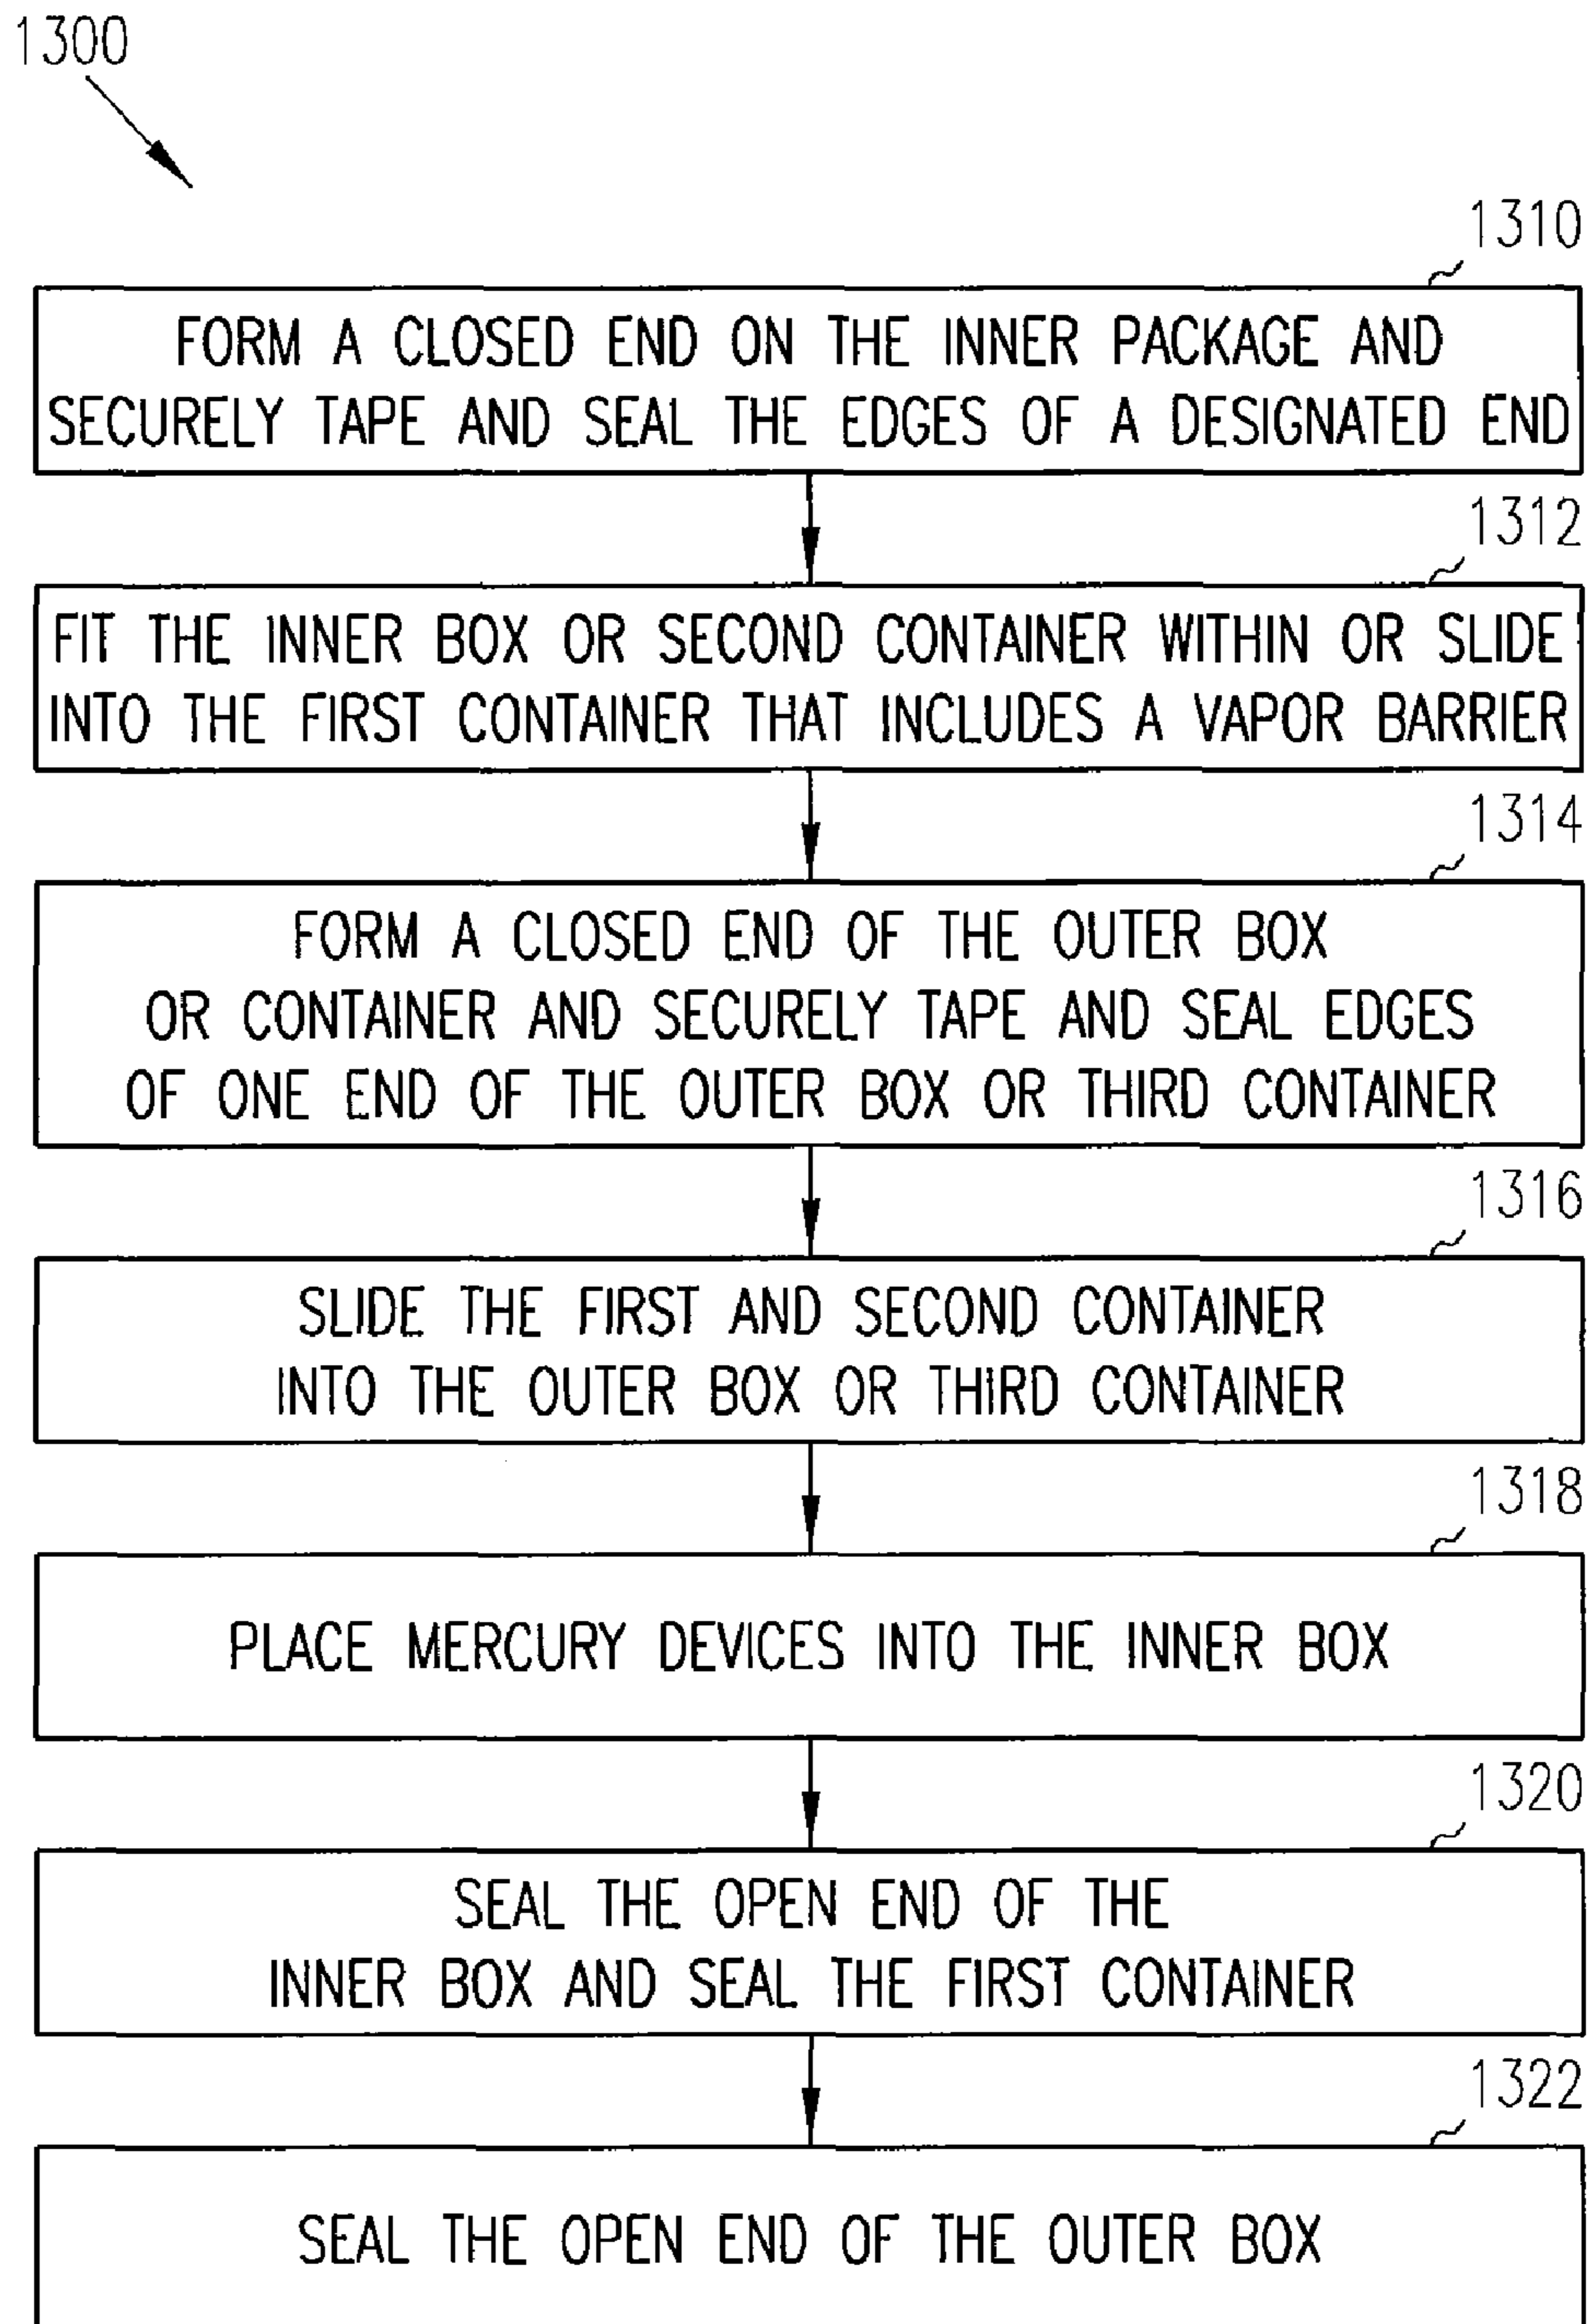 1300
1310
FORM A CLOSED END ON THE INNER PACKAGE AND
SECURELY TAPE AND SEAL THE EDGES OF A DESIGNATED END
1312
FIT THE INNER BOX OR SECOND CONTAINER WITHIN OR SLIDE
INTO THE FIRST CONTAINER THAT INCLUDES A VAPOR BARRIER
1314
FORM A CLOSED END OF THE OUTER BOX
OR CONTAINER AND SECURELY TAPE AND SEAL EDGES
OF ONE END OF THE OUTER BOX OR THIRD CONTAINER
1316
SLIDE THE FIRST AND SECOND CONTAINER
INTO THE OUTER BOX OR THIRD CONTAINER
1318
PLACE MERCURY DEVICES INTO THE INNER BOX
1320
SEAL THE OPEN END OF THE
INNER BOX AND SEAL THE FIRST CONTAINER
1322
SEAL THE OPEN END OF THE OUTER BOX